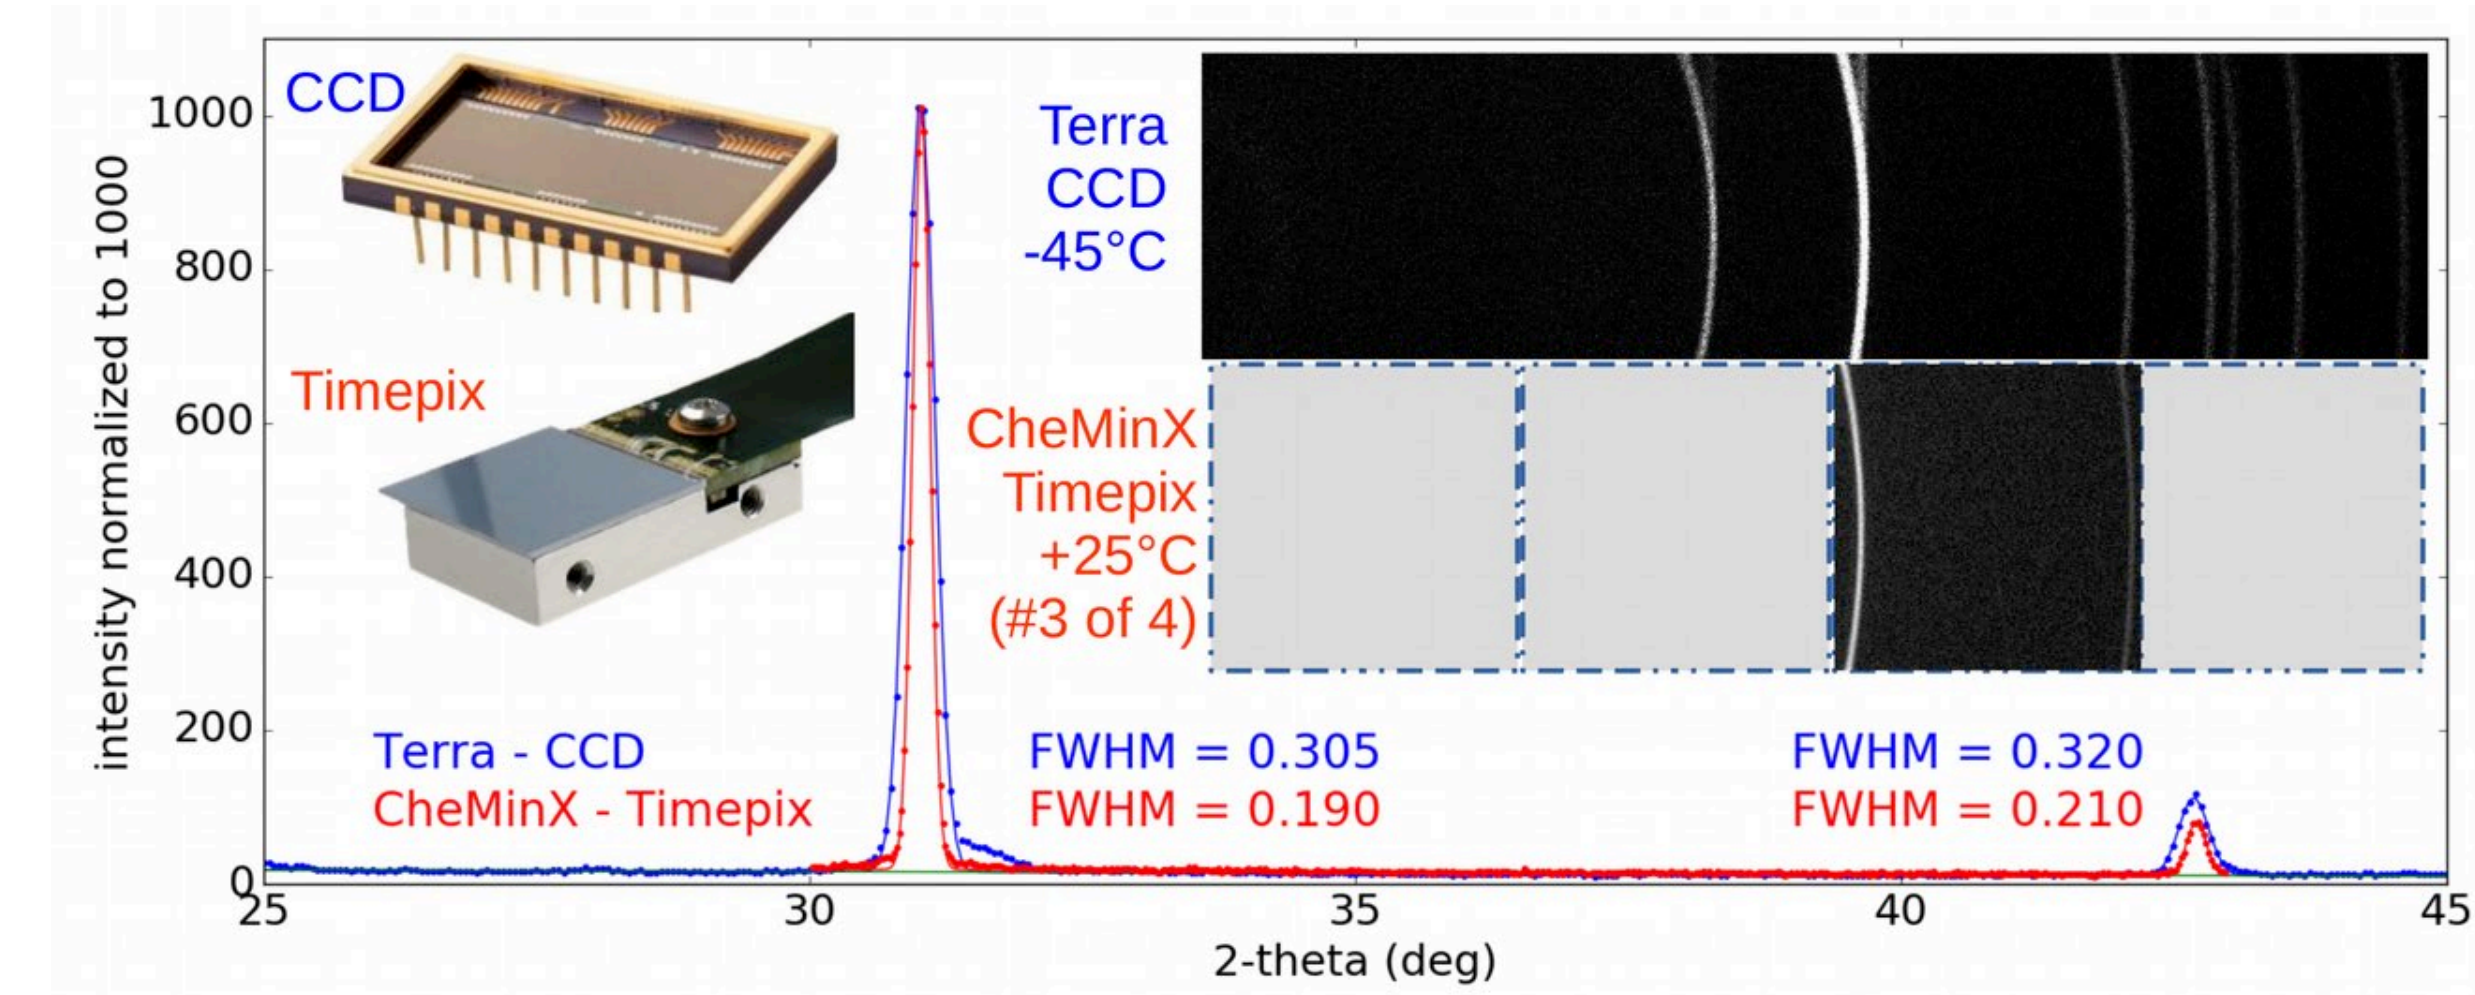 CCD
Terra
CCD
-45°C
Timepix
CheMinX
Timepix
+25°C
(#3 of 4)
Terra - CCD
CheMinX - Timepix
FWHM = 0.305
FWHM = 0.190
FWHM = 0.320
FWHM = 0.210
intensity normalized to 1000
1000
800
600
400
200
0
25
30
35
40
45
2-theta (deg)